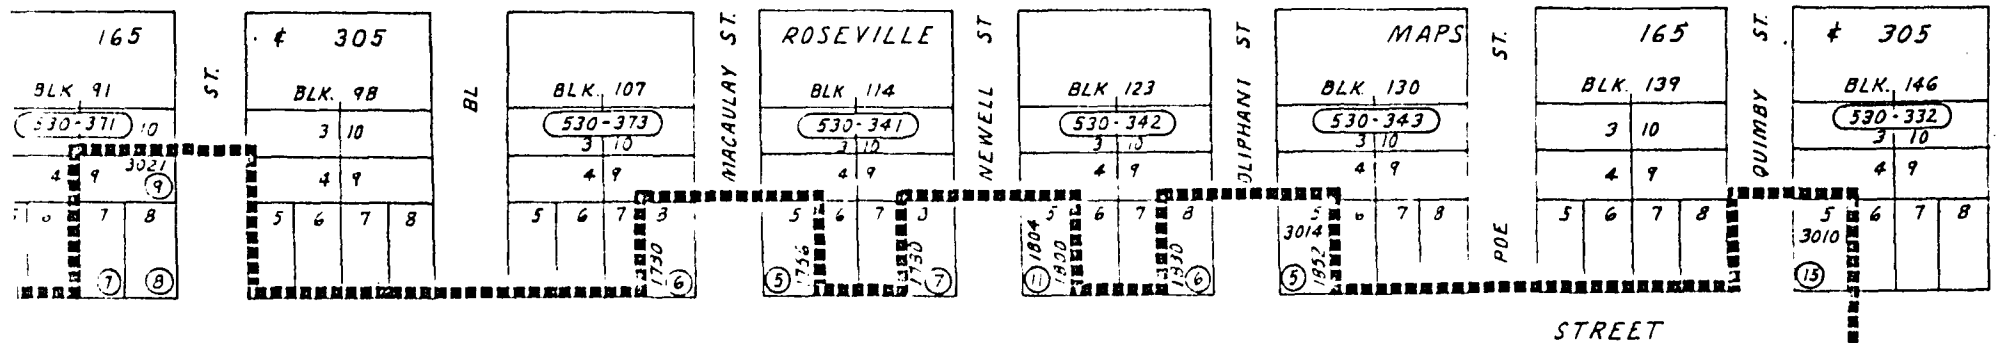 165
BLK 91
530-371 10
4 9 3021 9
7 8
7 8
ST.
¢ 305
BLK. 98
3 10
4 9
5 6 7 8
BL
BLK. 107
530-373
3 10
4 9
5 6 7 8
1730 6
MACAULAY ST.
ROSEVILLE
BLK 114
530-341
3 10
4 9
5 6 7
1756 1730
5 7
NEWELL ST
BLK 123
530-342
3 10
4 9
5 6 7 8
1804 1800 1830
11 6
OLIPHANT ST
MAPS
BLK. 130
530-343
3 10
4 9
5 6 7 8
3014
5 1852
POE ST.
165
BLK. 139
3 10
4 9
5 6 7 8
QUIMBY ST.
¢ 305
BLK. 146
530-332
3 10
4 9
5 6 7 8
3010
15
STREET